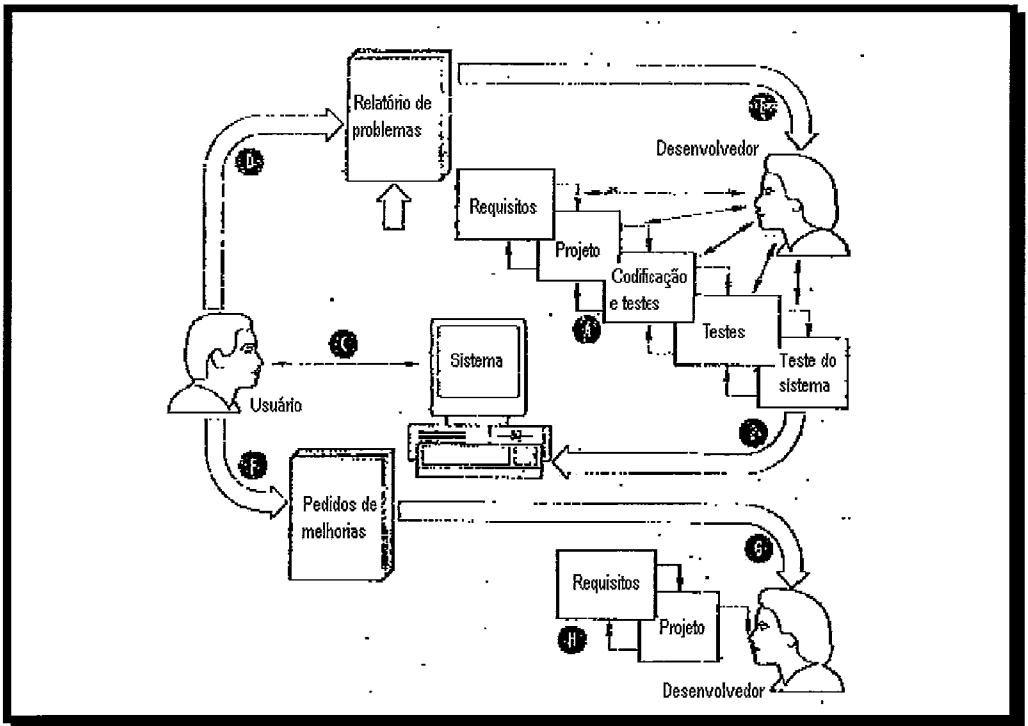 Relatório de
problemas
Desenvolvedor
D
Requisitos
Projeto
Codificação
e testes
A
Testes
C
Sistema
Teste do
sistema
Usuário
F
Pedidos de
melhorias
G
Requisitos
Projeto
H
Desenvolvedor